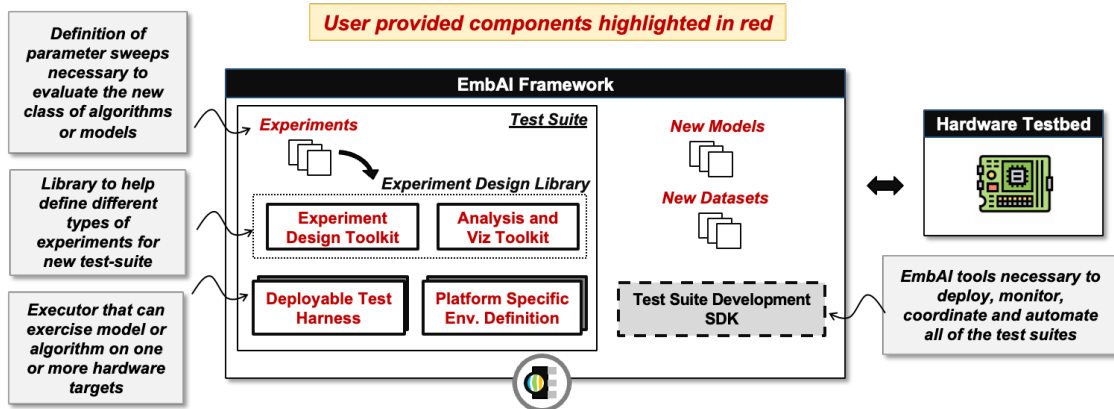 User provided components highlighted in red
Definition of
parameter sweeps
necessary to
evaluate the new
class of algorithms
or models
Library to help
define different
types of
experiments for
new test-suite
Executor that can
exercise model or
algorithm on one
or more hardware
targets
EmbAI Framework
Test Suite
Experiments
Experiment Design Library
Experiment
Design Toolkit
Analysis and
Viz Toolkit
Deployable Test
Harness
Platform Specific
Env. Definition
New Models
New Datasets
Test Suite Development
SDK
Hardware Testbed
EmbAI tools necessary to
deploy, monitor,
coordinate and automate
all of the test suites